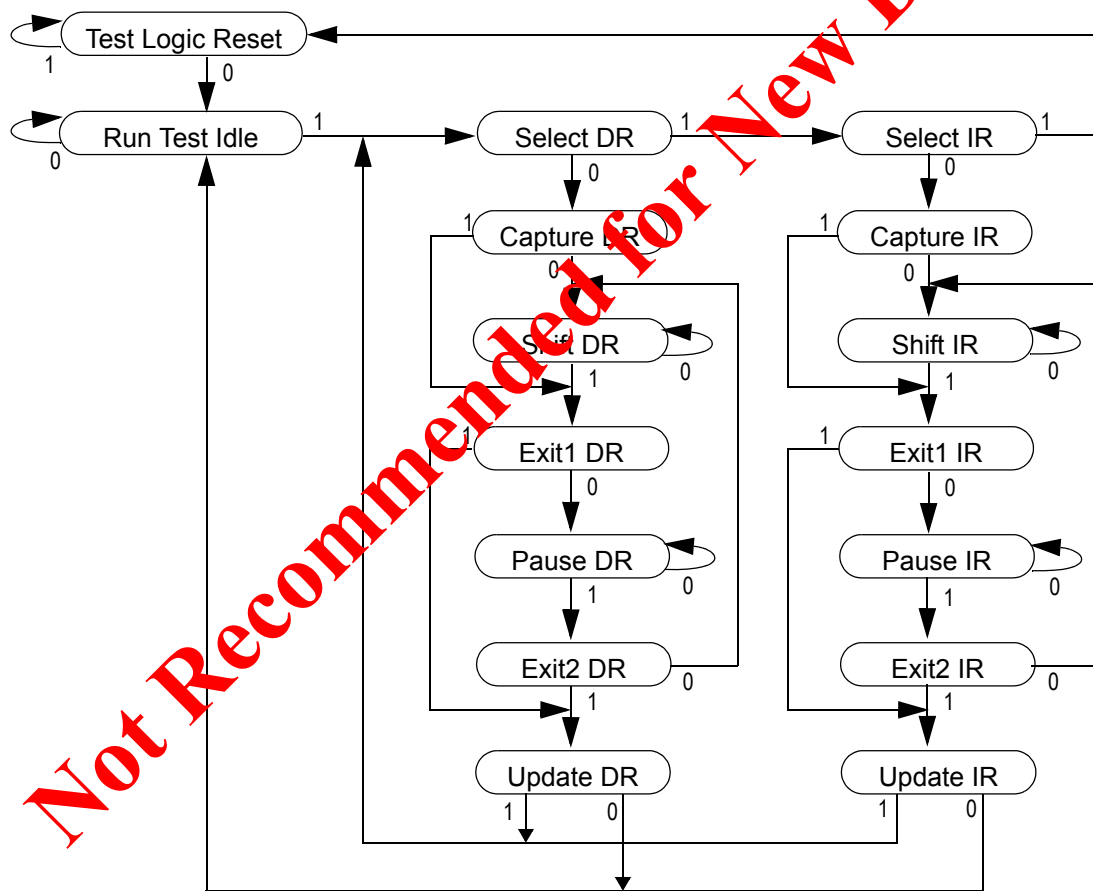 Test Logic Reset
1
0
Run Test Idle
0
1
Select DR
1
0
Select IR
1
0
Capture DR
1
0
Capture IR
1
0
Shift DR
0
1
Shift IR
0
1
Exit1 DR
1
0
Exit1 IR
1
0
Pause DR
0
1
Pause IR
0
1
Exit2 DR
0
1
Exit2 IR
0
1
Update DR
1
0
Update IR
1
0
Not Recommended for New